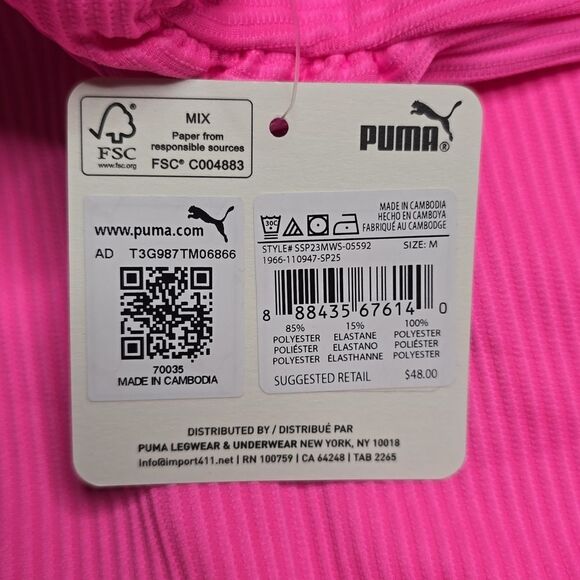 FSC
www.fsc.org
MIX
Paper from
responsible sources
FSC® C004883
PUMA®
www.puma.com
AD T3G987TM06866
70035
MADE IN CAMBODIA
30C
MADE IN CAMBODIA
HECHO EN CAMBOYA
FABRIQUÉ AU CAMBODGE
STYLE# SSP23MWS-05592 SIZE: M
1966-110947-SP25
8 88435 67614 0
85% 15% 100%
POLYESTER ELASTANE POLYESTER
POLIÉSTER ELASTANO POLIÉSTER
POLYESTER ÉLASTHANNE POLYESTER
SUGGESTED RETAIL $48.00
DISTRIBUTED BY / DISTRIBUÉ PAR
PUMA LEGWEAR & UNDERWEAR NEW YORK, NY 10018
info@import411.net | RN 100759 | CA 64248 | TAB 2265